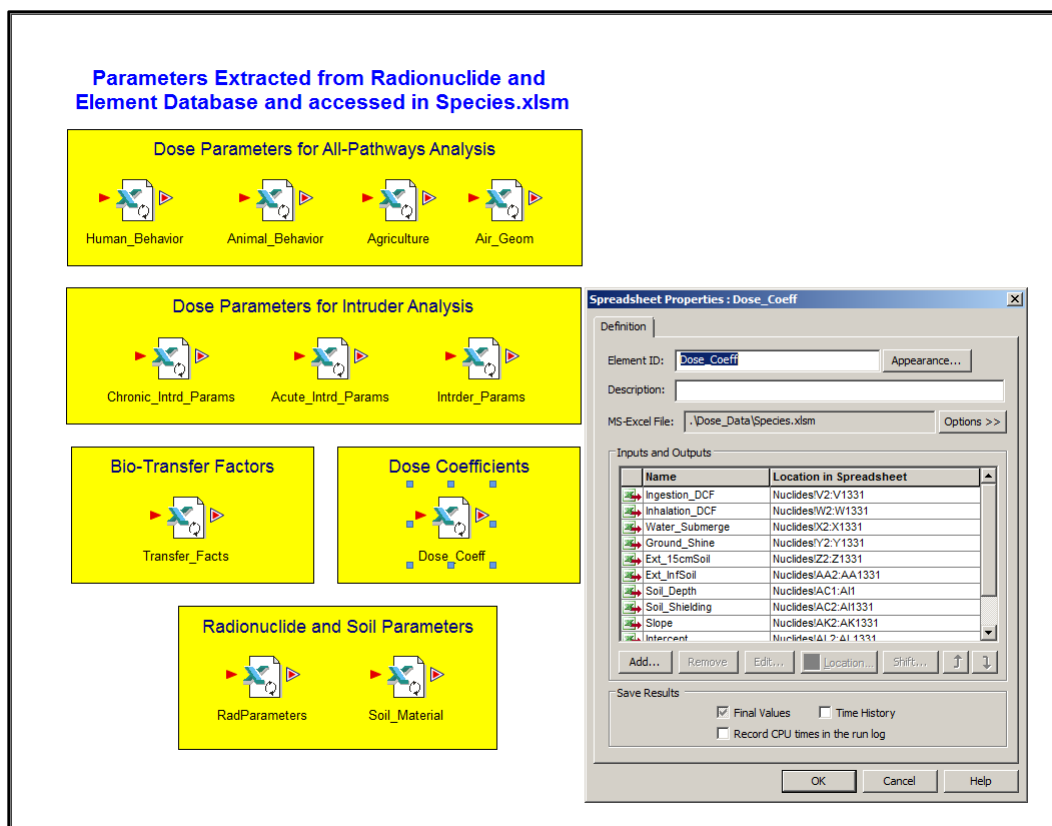 Parameters Extracted from Radionuclide and
Element Database and accessed in Species.xlsm
Dose Parameters for All-Pathways Analysis
Human_Behavior
Animal_Behavior
Agriculture
Air_Geom
Dose Parameters for Intruder Analysis
Chronic_Intrd_Params
Acute_Intrd_Params
Intrder_Params
Bio-Transfer Factors
Transfer_Facts
Dose Coefficients
Dose_Coeff
Radionuclide and Soil Parameters
RadParameters
Soil_Material
Spreadsheet Properties : Dose_Coeff
Definition
Element ID: Dose_Coeff Appearance...
Description:
MS-Excel File: .\Dose_Data\Species.xlsm Options >>
Inputs and Outputs
Name Location in Spreadsheet
Ingestion_DCF Nuclides!V2:V1331
Inhalation_DCF Nuclides!W2:W1331
Water_Submerge Nuclides!X2:X1331
Ground_Shine Nuclides!Y2:Y1331
Ext_15cmSoil Nuclides!Z2:Z1331
Ext_InfSoil Nuclides!AA2:AA1331
Soil_Depth Nuclides!AC1:AI1
Soil_Shielding Nuclides!AC2:AI1331
Slope Nuclides!AK2:AK1331
Intercept Nuclides!AL2:AL1331
Add... Remove Edit... Location... Shift...
Save Results
Final Values Time History
Record CPU times in the run log
OK Cancel Help